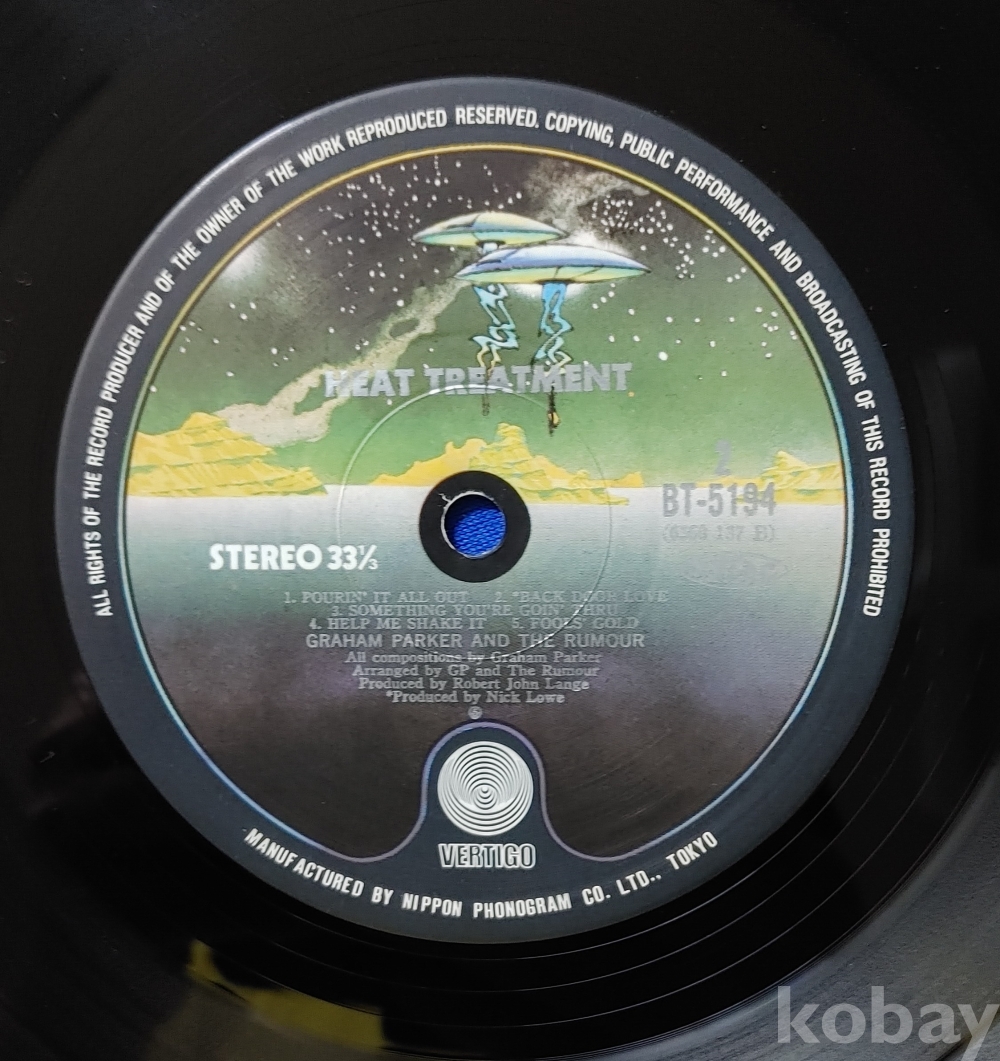 ALL RIGHTS OF THE RECORD PRODUCER AND OF THE OWNER OF THE WORK REPRODUCED RESERVED. COPYING, PUBLIC PERFORMANCE AND BROADCASTING OF THIS RECORD PROHIBITED
HEAT TREATMENT
2
BT-5194
(6360 137 B)
STEREO 33⅓
1. POURIN' IT ALL OUT 2. *BACK DOOR LOVE
3. SOMETHING YOU'RE GOIN' THRU
4. HELP ME SHAKE IT 5. FOOLS' GOLD
GRAHAM PARKER AND THE RUMOUR
All compositions by Graham Parker
Arranged by GP and The Rumour
Produced by Robert John Lange
*Produced by Nick Lowe
℗
VERTIGO
MANUFACTURED BY NIPPON PHONOGRAM CO. LTD., TOKYO
kobay